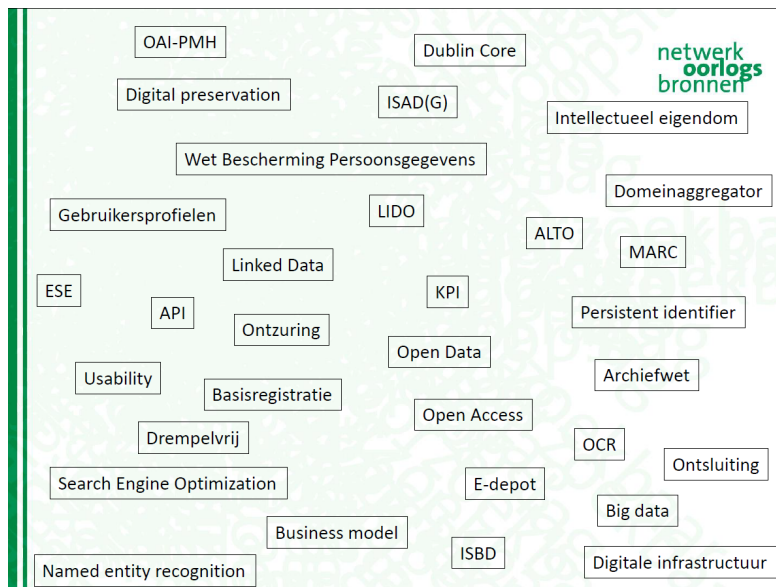 OAI-PMH
Dublin Core
netwerk
oorlogs
bronnen
Digital preservation
ISAD(G)
Intellectueel eigendom
Wet Bescherming Persoonsgegevens
Domeinaggregator
Gebruikersprofielen
LIDO
ALTO
MARC
Linked Data
ESE
KPI
API
Persistent identifier
Ontzuring
Open Data
Usability
Archiefwet
Basisregistratie
Open Access
Drempelvrij
OCR
Ontsluiting
Search Engine Optimization
E-depot
Big data
Business model
ISBD
Named entity recognition
Digitale infrastructuur